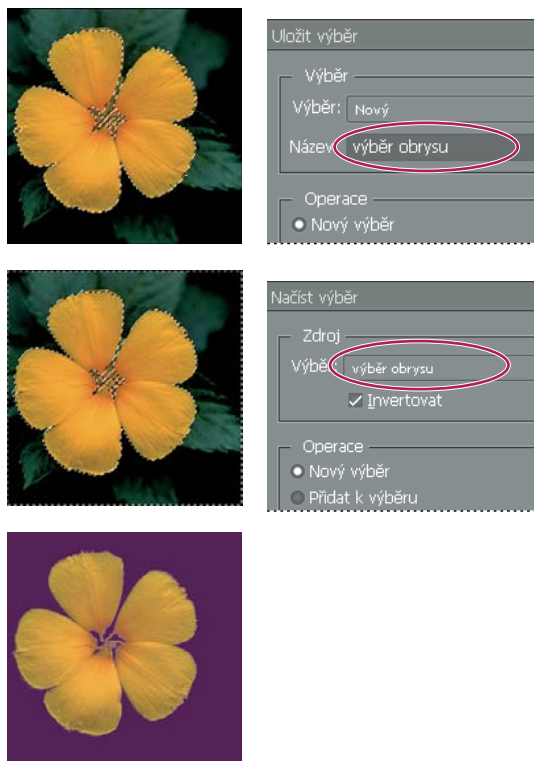 Uložit výběr
Výběr
Výběr: Nový
Název výběr obrysu
Operace
Nový výběr
Načíst výběr
Zdroj
Výběr: výběr obrysu
Invertovat
Operace
Nový výběr
Přidat k výběru